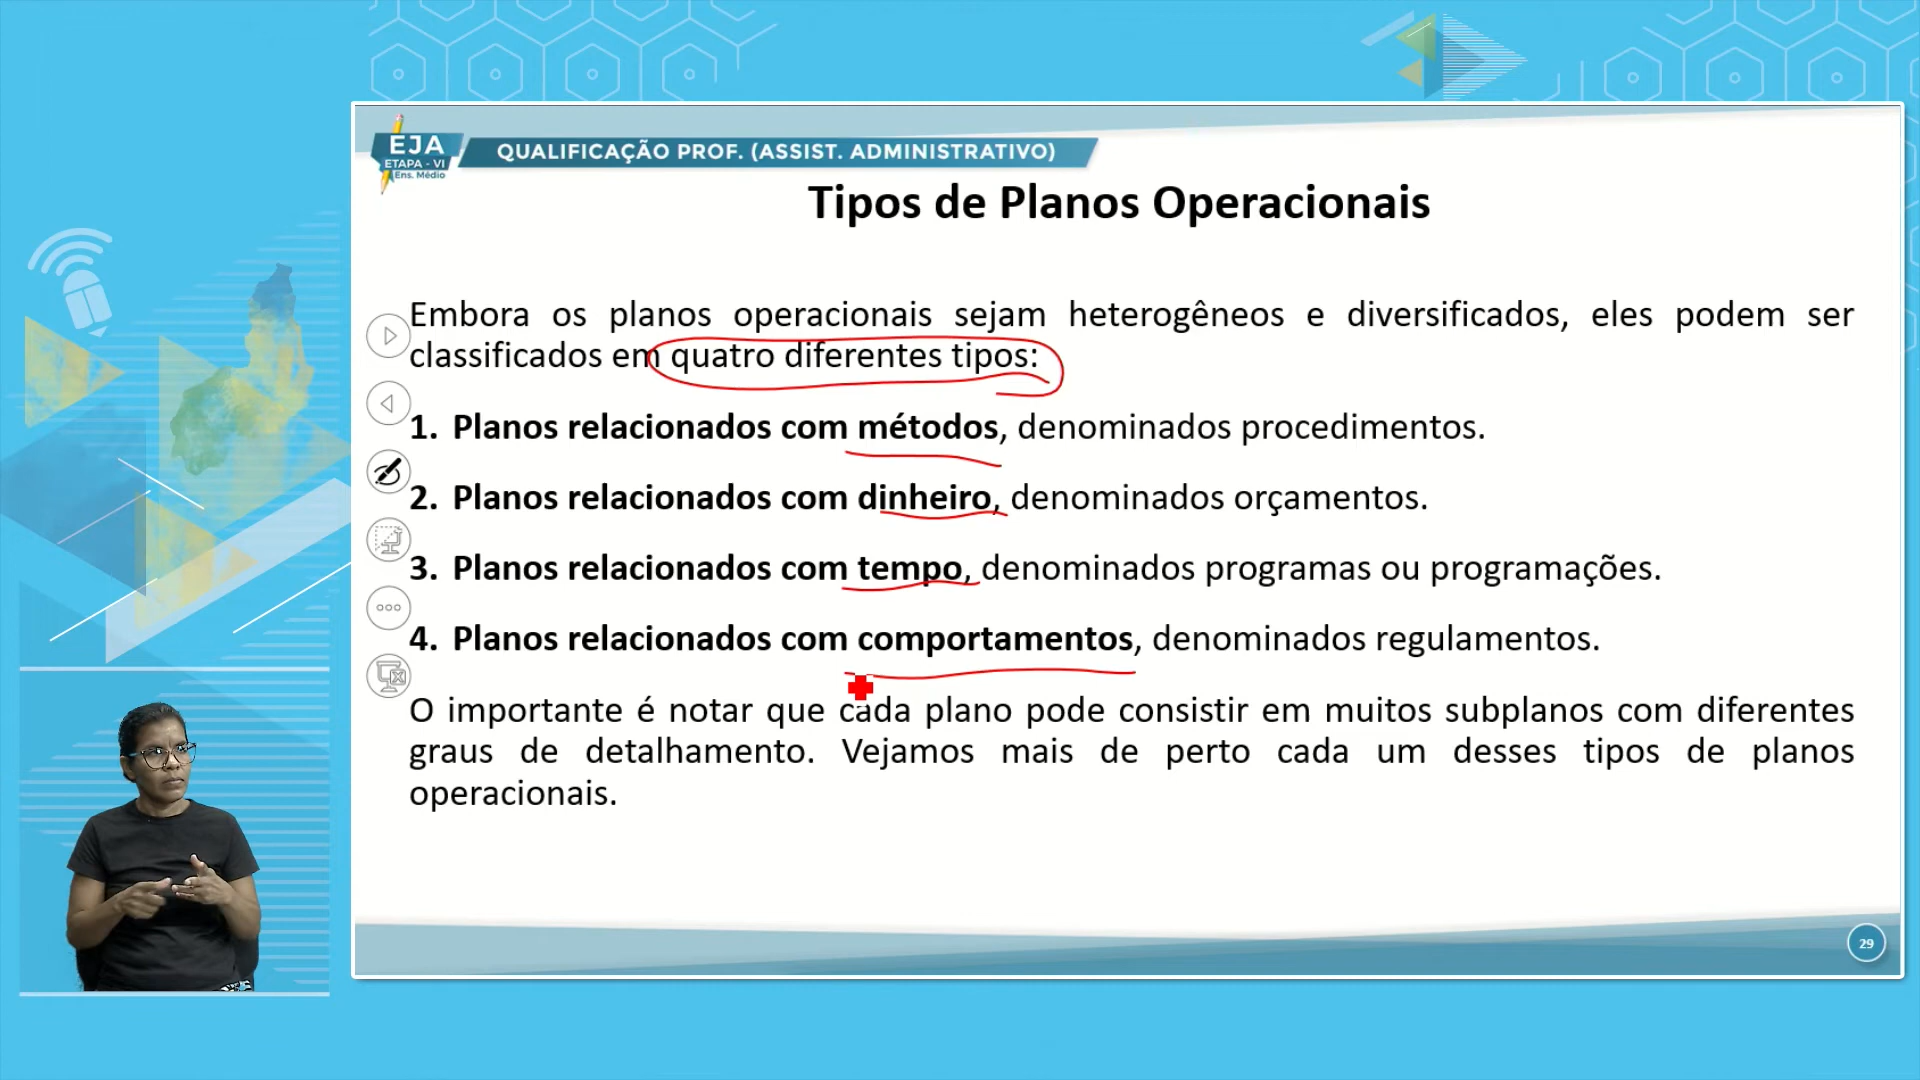 EJA
ETAPA - VI
Ens. Médio
QUALIFICAÇÃO PROF. (ASSIST. ADMINISTRATIVO)
Tipos de Planos Operacionais
Embora os planos operacionais sejam heterogêneos e diversificados, eles podem ser
classificados em quatro diferentes tipos:
1. Planos relacionados com métodos, denominados procedimentos.
2. Planos relacionados com dinheiro, denominados orçamentos.
3. Planos relacionados com tempo, denominados programas ou programações.
4. Planos relacionados com comportamentos, denominados regulamentos.
O importante é notar que cada plano pode consistir em muitos subplanos com diferentes
graus de detalhamento. Vejamos mais de perto cada um desses tipos de planos
operacionais.
29